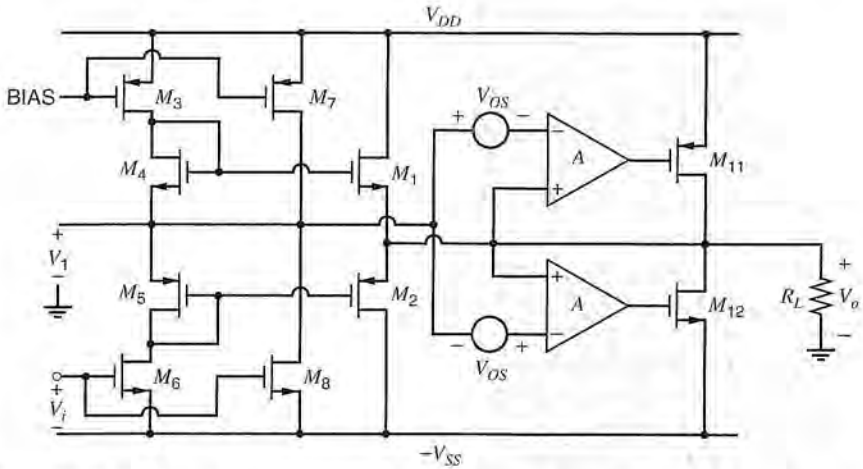 V_DD
BIAS
M_3
M_7
V_OS
+
−
−
A
+
M_4
M_1
M_11
+
V_1
−
M_5
M_2
+
A
−
M_12
R_L
+
V_o
−
−
+
V_OS
M_6
M_8
+
V_i
−
−V_SS